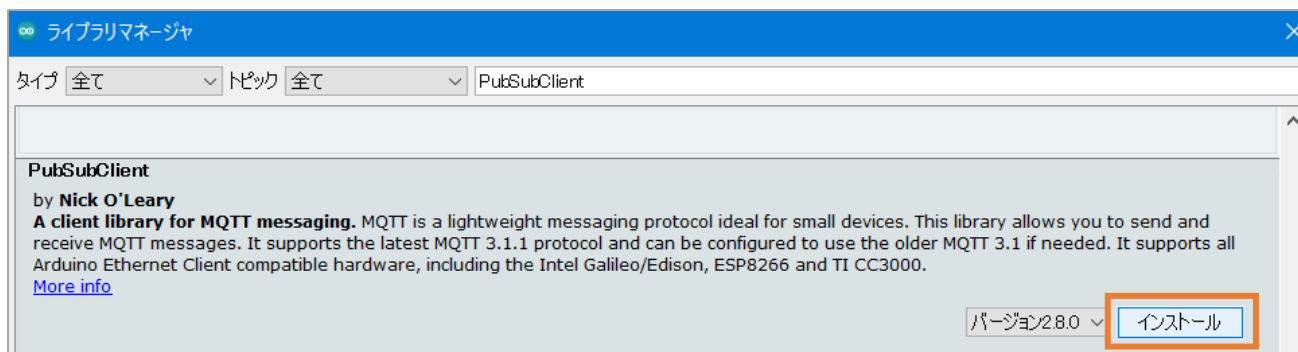 ライブラリマネージャ
タイプ 全て トピック 全て PubSubClient
PubSubClient
by Nick O'Leary
A client library for MQTT messaging. MQTT is a lightweight messaging protocol ideal for small devices. This library allows you to send and
receive MQTT messages. It supports the latest MQTT 3.1.1 protocol and can be configured to use the older MQTT 3.1 if needed. It supports all
Arduino Ethernet Client compatible hardware, including the Intel Galileo/Edison, ESP8266 and TI CC3000.
More info
バージョン2.8.0 インストール